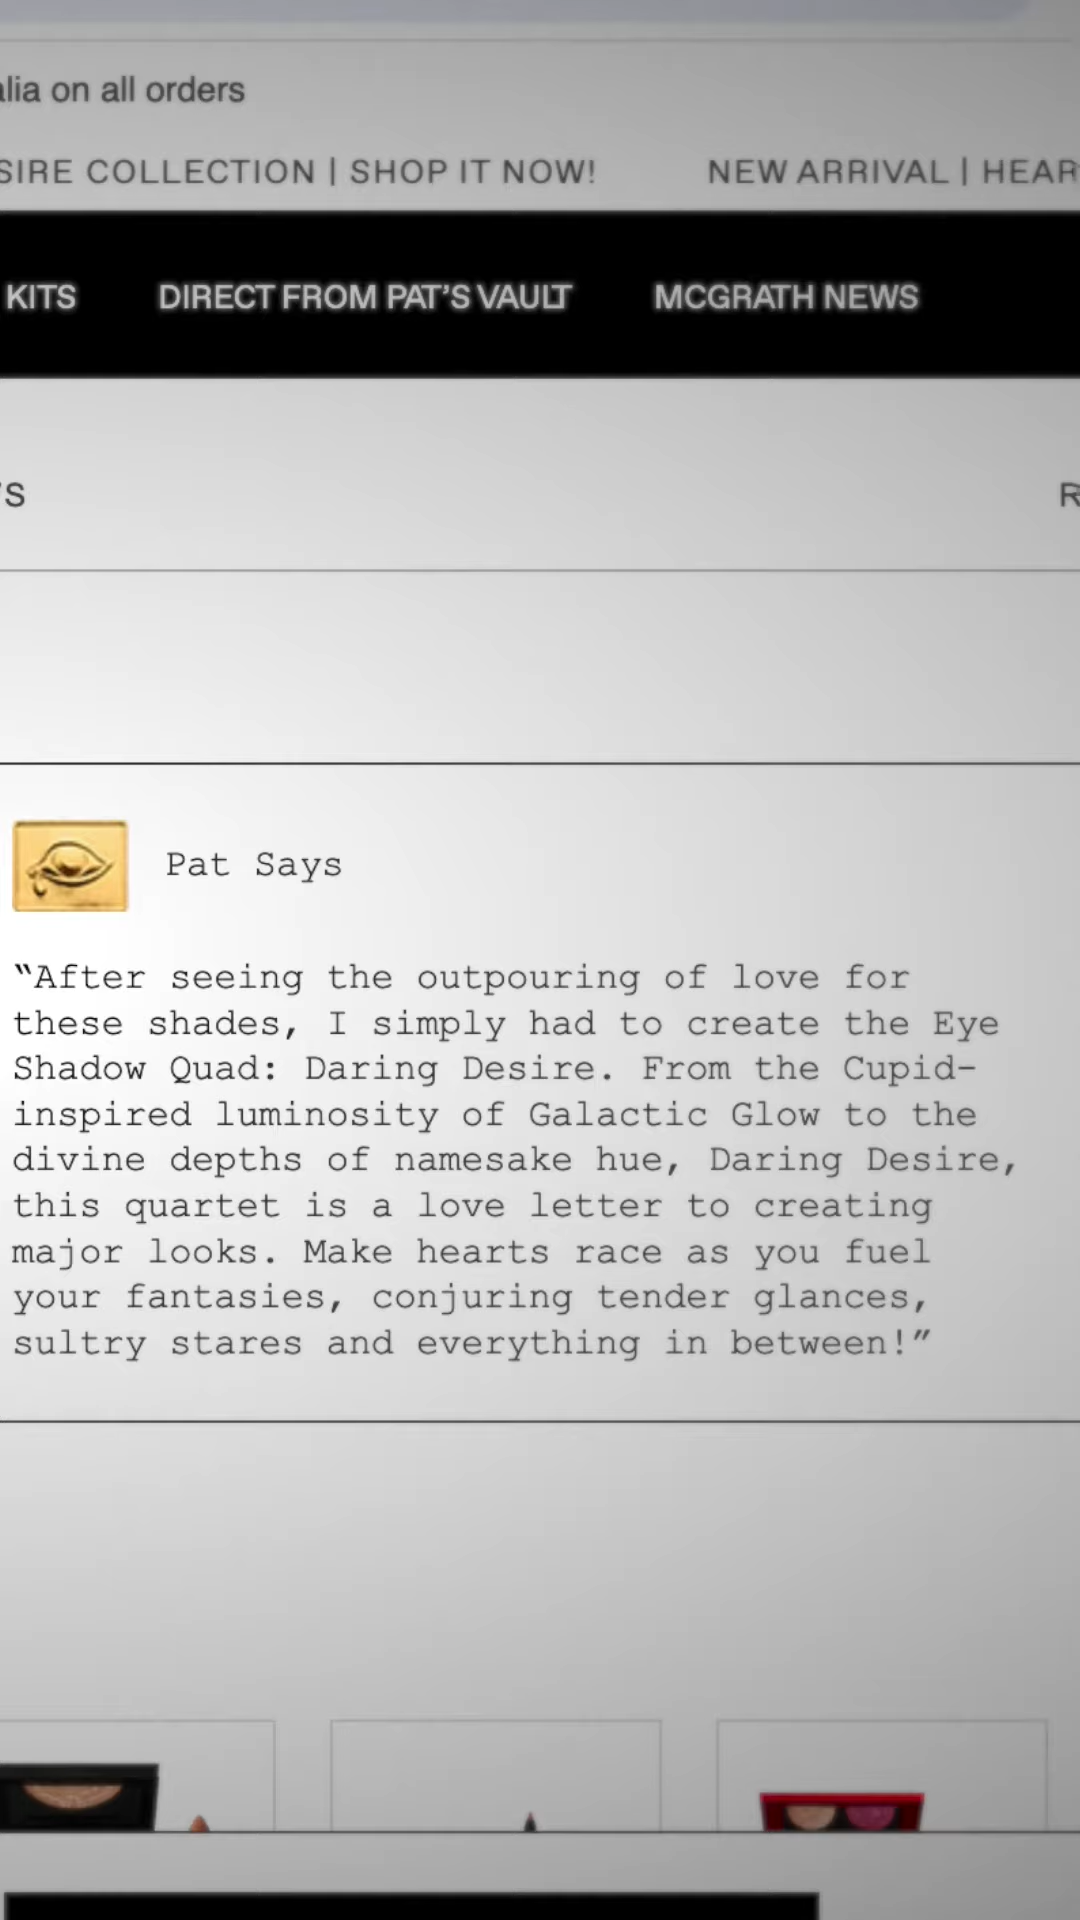 alia on all orders
SIRE COLLECTION | SHOP IT NOW! NEW ARRIVAL | HEAR
KITS DIRECT FROM PAT'S VAULT MCGRATH NEWS
'S R
Pat Says
“After seeing the outpouring of love for
these shades, I simply had to create the Eye
Shadow Quad: Daring Desire. From the Cupid-
inspired luminosity of Galactic Glow to the
divine depths of namesake hue, Daring Desire,
this quartet is a love letter to creating
major looks. Make hearts race as you fuel
your fantasies, conjuring tender glances,
sultry stares and everything in between!”